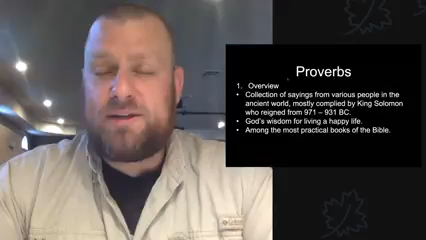 Proverbs
1. Overview
• Collection of sayings from various people in the
ancient world, mostly complied by King Solomon
who reigned from 971 – 931 BC.
• God's wisdom for living a happy life.
• Among the most practical books of the Bible.